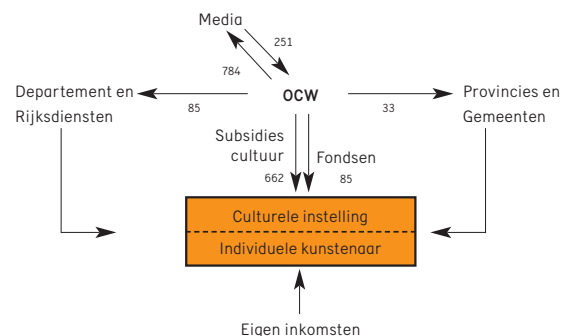 Media
251
784
Departement en
Rijksdiensten
85
OCW
33
Provincies en
Gemeenten
Subsidies
cultuur
662
Fondsen
85
Culturele instelling
Individuele kunstenaar
Eigen inkomsten